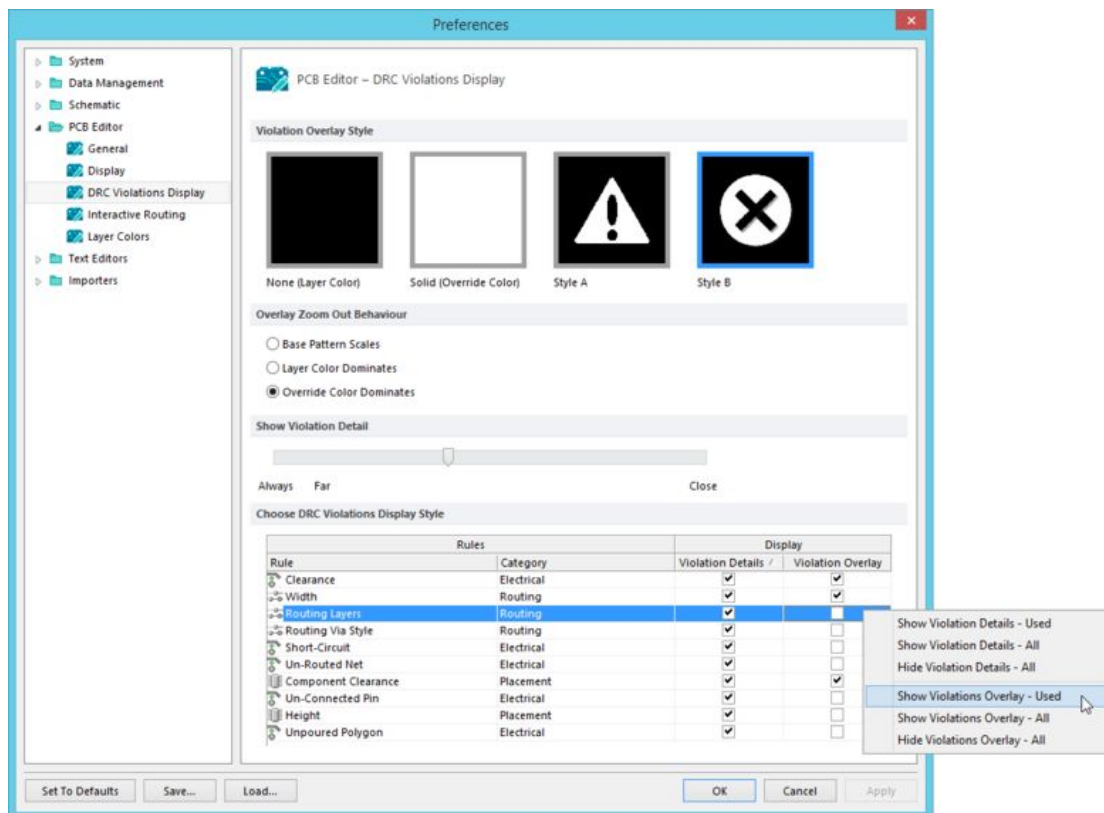 Preferences
System
Data Management
Schematic
PCB Editor
General
Display
DRC Violations Display
Interactive Routing
Layer Colors
Text Editors
Importers
PCB Editor – DRC Violations Display
Violation Overlay Style
None (Layer Color) Solid (Override Color) Style A Style B
Overlay Zoom Out Behaviour
Base Pattern Scales
Layer Color Dominates
Override Color Dominates
Show Violation Detail
Always Far Close
Choose DRC Violations Display Style
Rules Display
Rule Category Violation Details Violation Overlay
Clearance Electrical
Width Routing
Routing Layers Routing
Routing Via Style Routing
Short-Circuit Electrical
Un-Routed Net Electrical
Component Clearance Placement
Un-Connected Pin Electrical
Height Placement
Unpoured Polygon Electrical
Show Violation Details - Used
Show Violation Details - All
Hide Violation Details - All
Show Violations Overlay - Used
Show Violations Overlay - All
Hide Violations Overlay - All
Set To Defaults Save... Load... OK Cancel Apply